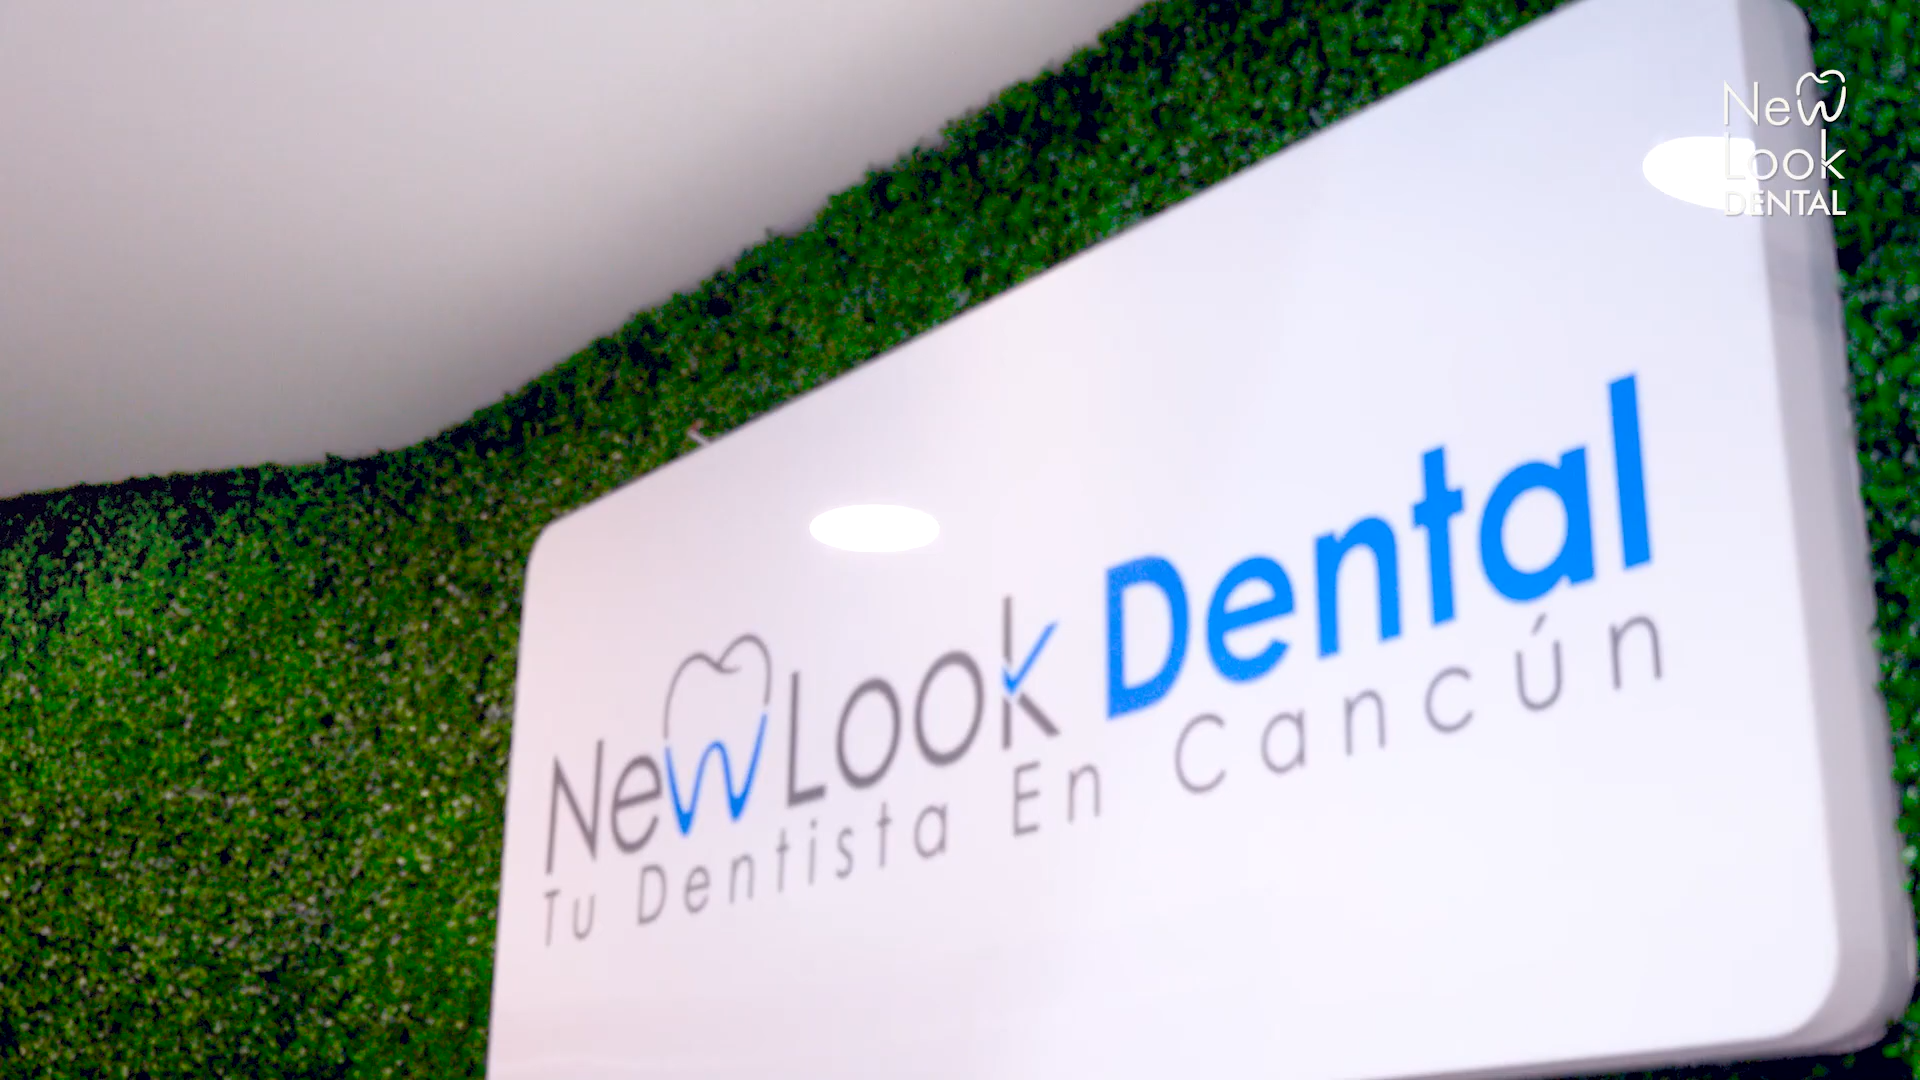 New Look Dental
Tu Dentista En Cancún
New
Look
DENTAL